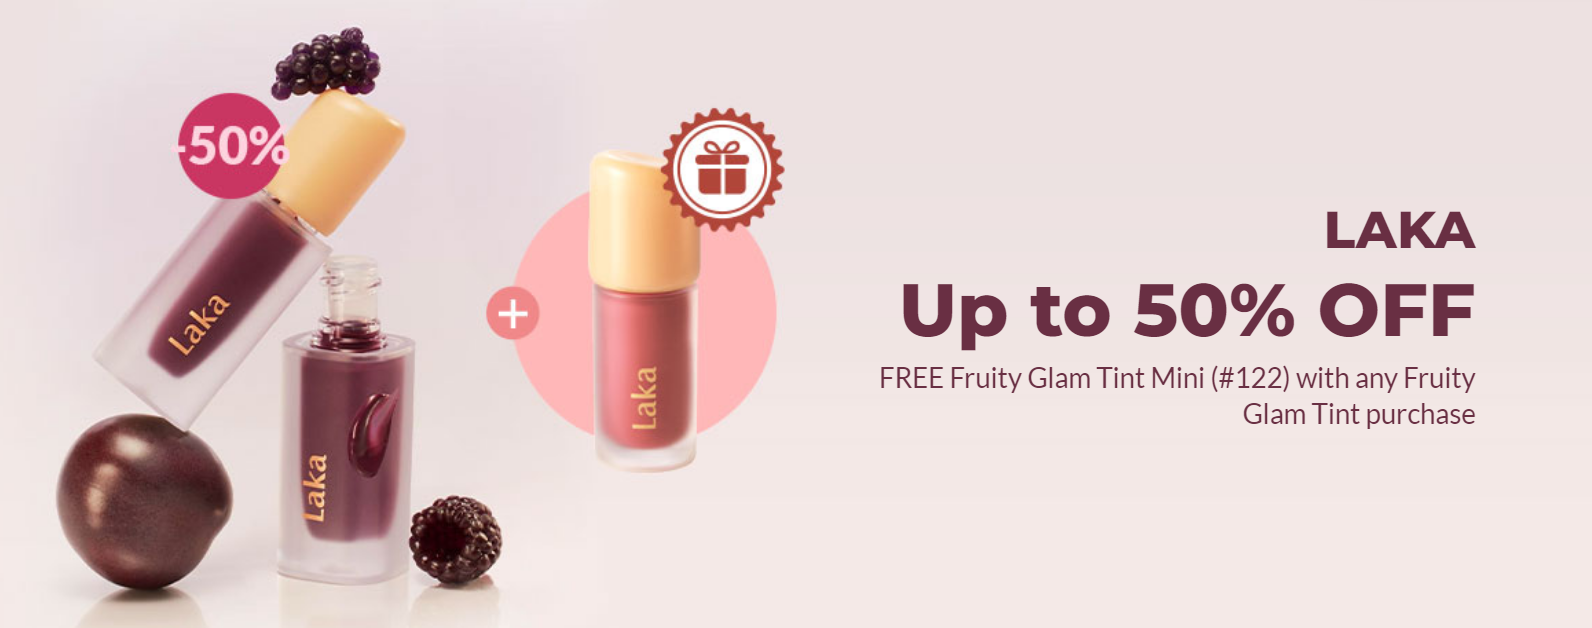 -50%
Laka
Laka
Laka
LAKA
Up to 50% OFF
FREE Fruity Glam Tint Mini (#122) with any Fruity
Glam Tint purchase